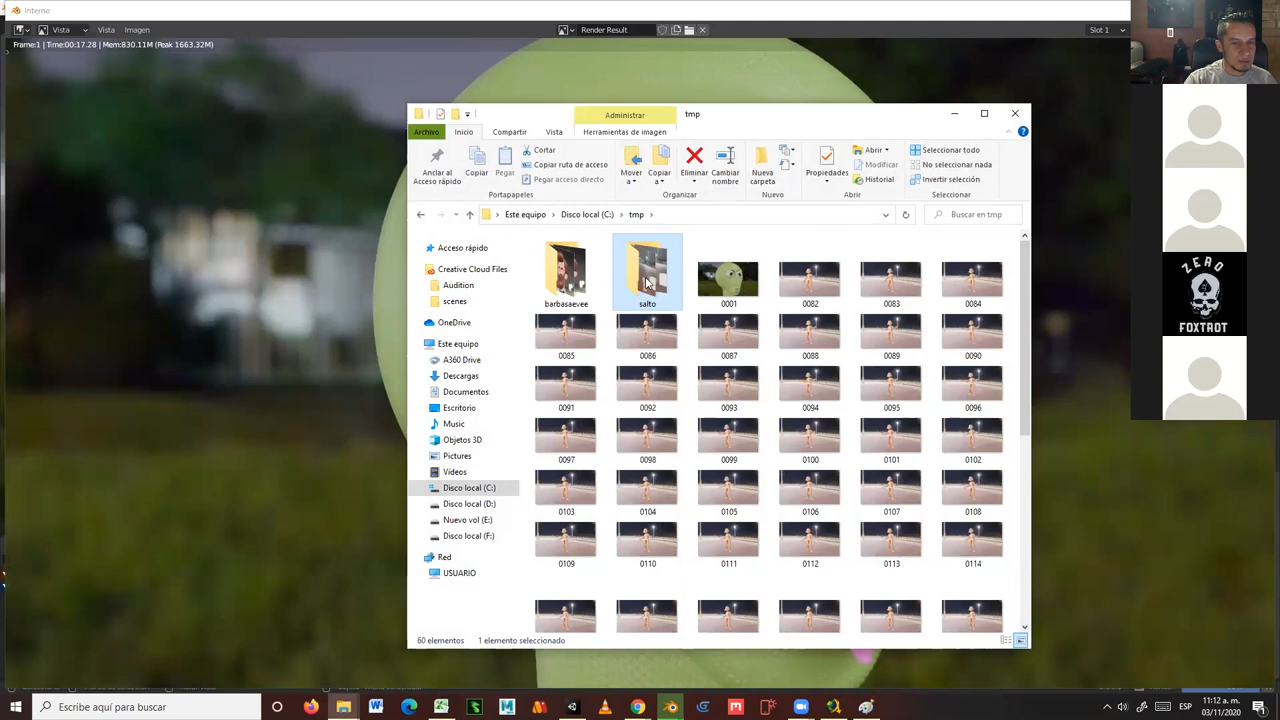 Interno
Vista Vista Imagen Render Result Slot 1
Frame:1 | Time:00:17.28 | Mem:830.11M (Peak 1663.32M)
Administrar tmp
Archivo Inicio Compartir Vista Herramientas de imagen
Anclar al Acceso rápido
Copiar
Pegar
Cortar
Copiar ruta de acceso
Pegar acceso directo
Portapapeles
Mover a
Copiar a
Eliminar
Cambiar nombre
Organizar
Nueva carpeta
Nuevo
Propiedades
Abrir
Modificar
Historial
Abrir
Seleccionar todo
No seleccionar nada
Invertir selección
Seleccionar
Este equipo > Disco local (C:) > tmp >
Buscar en tmp
Acceso rápido
Creative Cloud Files
Audition
scenes
OneDrive
Este equipo
A360 Drive
Descargas
Documentos
Escritorio
Music
Objetos 3D
Pictures
Vídeos
Disco local (C:)
Disco local (D:)
Nuevo vol (E:)
Disco local (F:)
Red
USUARIO
barbasaevee salto 0001 0082 0083 0084
0085 0086 0087 0088 0089 0090
0091 0092 0093 0094 0095 0096
0097 0098 0099 0100 0101 0102
0103 0104 0105 0106 0107 0108
0109 0110 0111 0112 0113 0114
60 elementos 1 elemento seleccionado
ZERO
FOXTROT
Escribe aquí para buscar
ESP
11:12 a. m.
03/11/2020